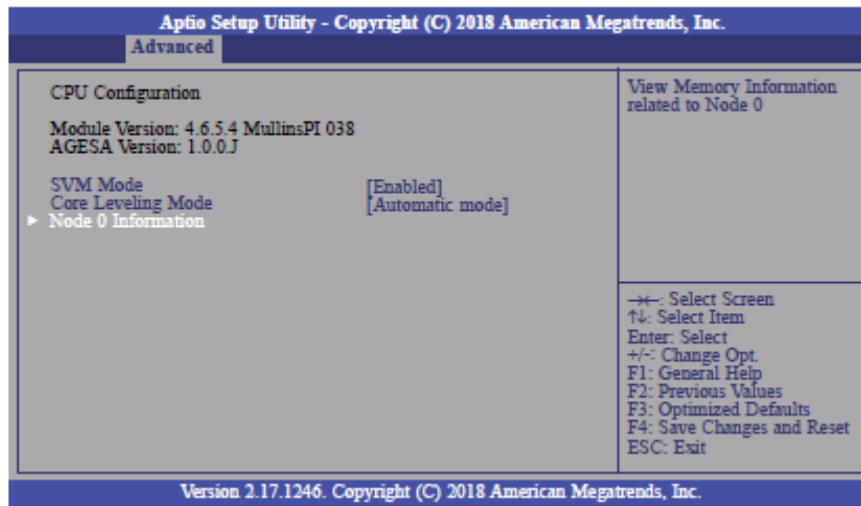 Aptio Setup Utility - Copyright (C) 2018 American Megatrends, Inc.
Advanced
CPU Configuration
Module Version: 4.6.5.4 MullinsPI 038
AGESA Version: 1.0.0.J
SVM Mode [Enabled]
Core Leveling Mode [Automatic mode]
► Node 0 Information
View Memory Information
related to Node 0
→←: Select Screen
↑↓: Select Item
Enter: Select
+/-: Change Opt.
F1: General Help
F2: Previous Values
F3: Optimized Defaults
F4: Save Changes and Reset
ESC: Exit
Version 2.17.1246. Copyright (C) 2018 American Megatrends, Inc.